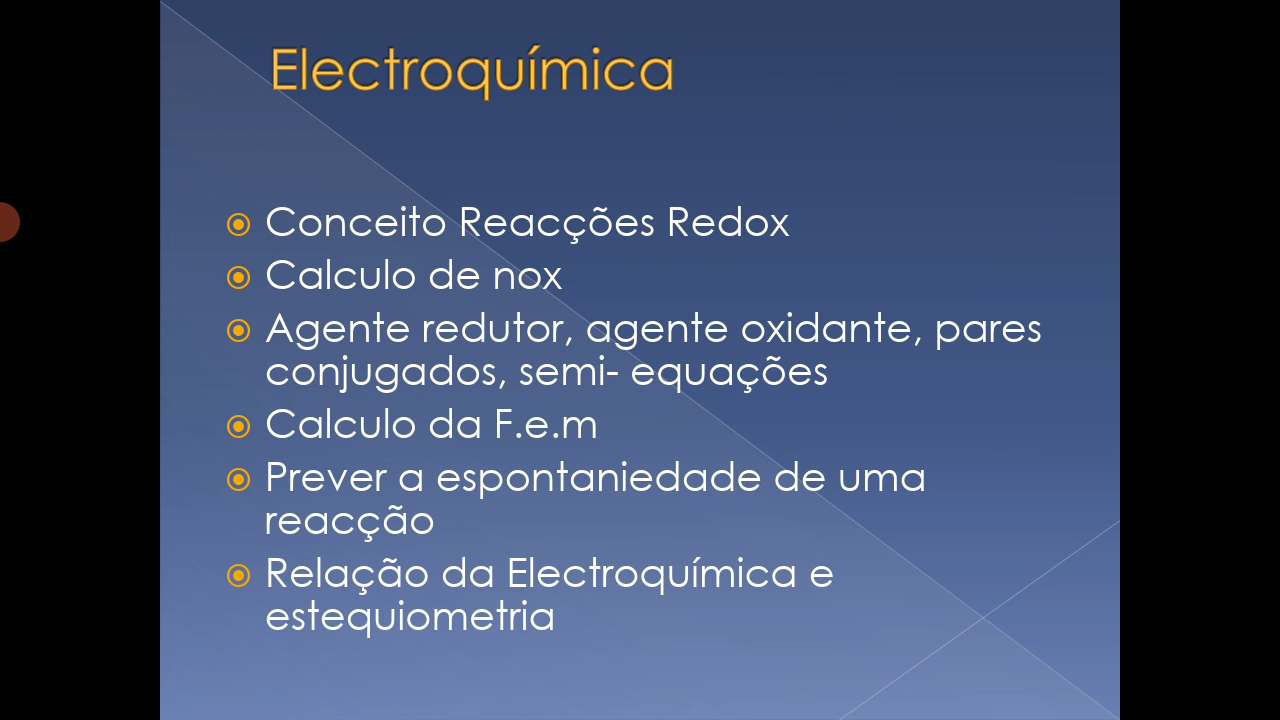 Electroquímica
Conceito Reacções Redox
Calculo de nox
Agente redutor, agente oxidante, pares
conjugados, semi- equações
Calculo da F.e.m
Prever a espontaniedade de uma
reacção
Relação da Electroquímica e
estequiometria